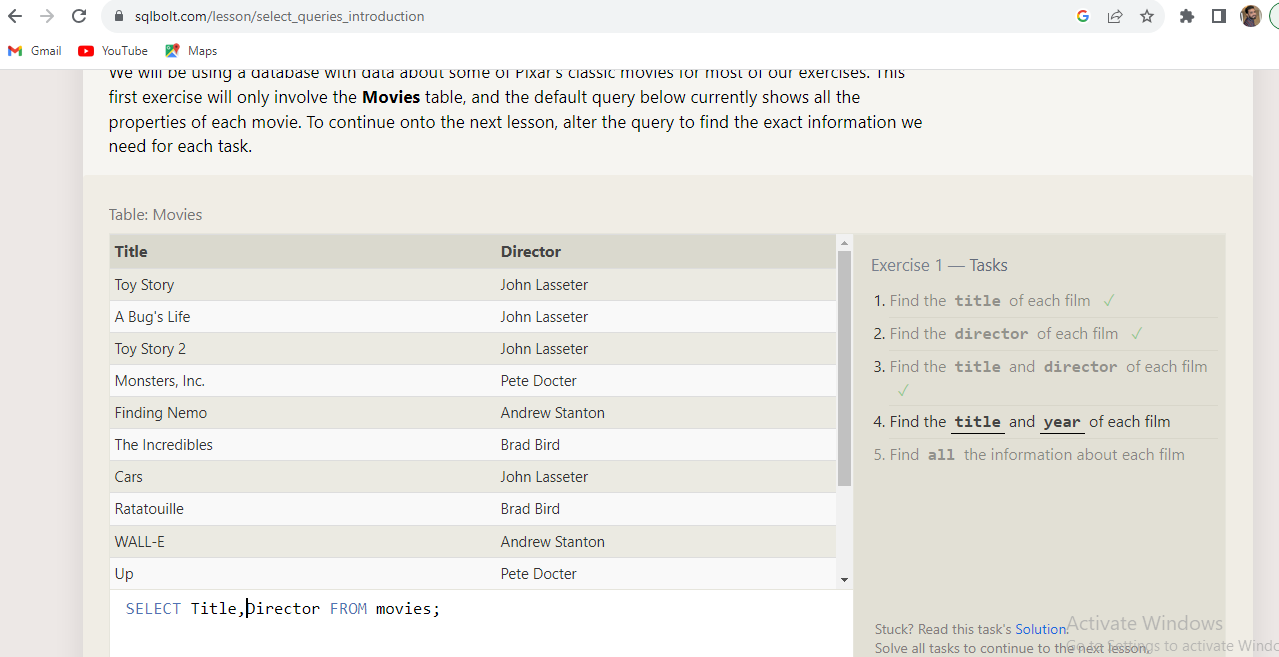 sqlbolt.com/lesson/select_queries_introduction
Gmail YouTube Maps
We will be using a database with data about some of Pixar's classic movies for most of our exercises. This
first exercise will only involve the Movies table, and the default query below currently shows all the
properties of each movie. To continue onto the next lesson, alter the query to find the exact information we
need for each task.
Table: Movies
Title Director
Toy Story John Lasseter
A Bug's Life John Lasseter
Toy Story 2 John Lasseter
Monsters, Inc. Pete Docter
Finding Nemo Andrew Stanton
The Incredibles Brad Bird
Cars John Lasseter
Ratatouille Brad Bird
WALL-E Andrew Stanton
Up Pete Docter
SELECT Title,Director FROM movies;
Exercise 1 — Tasks
1. Find the title of each film ✓
2. Find the director of each film ✓
3. Find the title and director of each film
✓
4. Find the title and year of each film
5. Find all the information about each film
Stuck? Read this task's Solution.
Solve all tasks to continue to the next lesson.
Activate Windows
Go to Settings to activate Windo